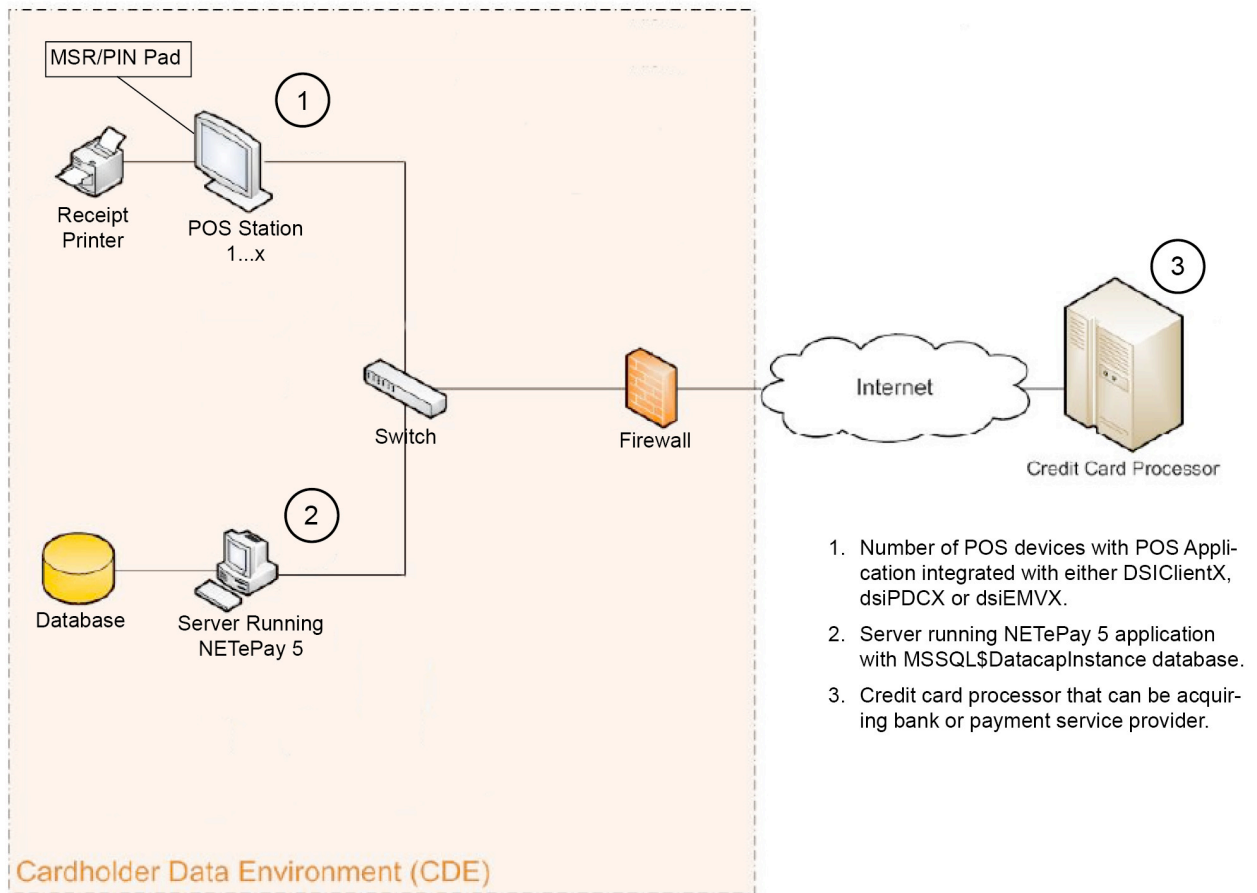 MSR/PIN Pad
1
Receipt
Printer
POS Station
1...x
3
Switch
Firewall
Internet
Credit Card Processor
2
Database
Server Running
NETePay 5
1. Number of POS devices with POS Appli-
cation integrated with either DSIClientX,
dsiPDCX or dsiEMVX.
2. Server running NETePay 5 application
with MSSQL$DatacapInstance database.
3. Credit card processor that can be acquir-
ing bank or payment service provider.
Cardholder Data Environment (CDE)